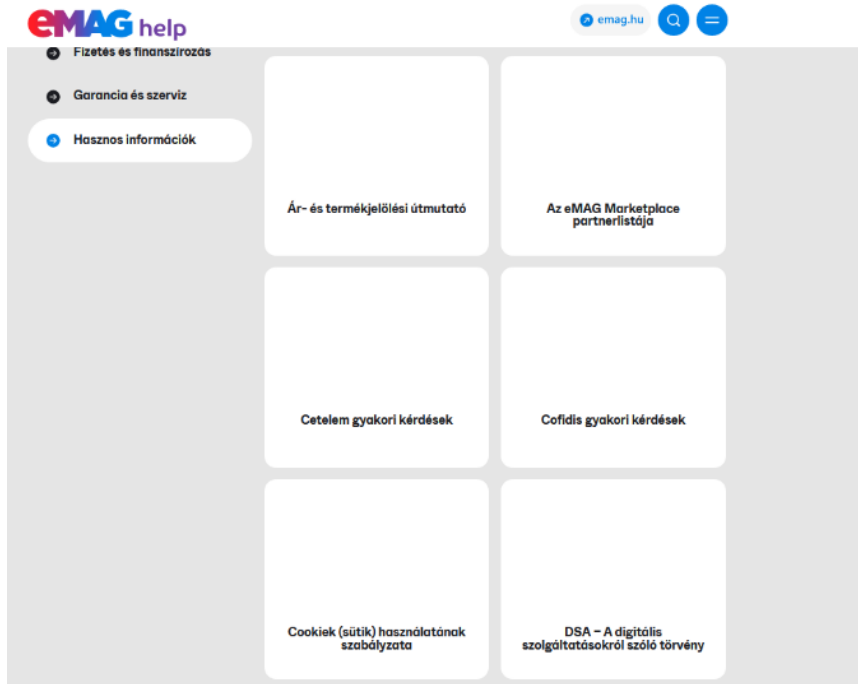 eMAG help
emag.hu
Fizetés és finanszírozás
Garancia és szerviz
Hasznos információk
Ár- és termékjelölési útmutató
Az eMAG Marketplace
partnerlistája
Cetelem gyakori kérdések
Cofidis gyakori kérdések
Cookiek (sütik) használatának
szabályzata
DSA – A digitális
szolgáltatásokról szóló törvény